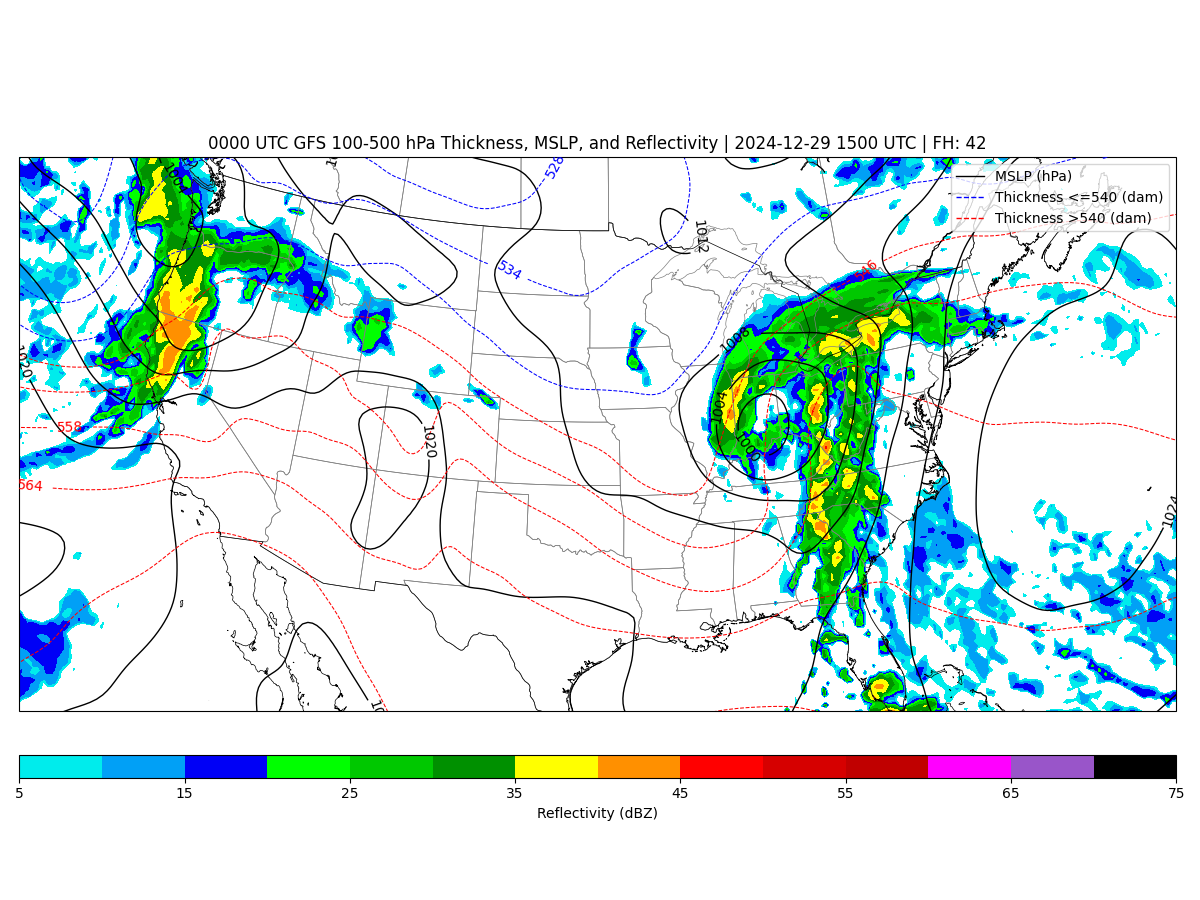 0000 UTC GFS 100-500 hPa Thickness, MSLP, and Reflectivity | 2024-12-29 1500 UTC | FH: 42
MSLP (hPa)
Thickness <=540 (dam)
Thickness >540 (dam)
528
534
1012
546
1008
1004
1000
1020
558
564
1020
1024
5 15 25 35 45 55 65 75
Reflectivity (dBZ)